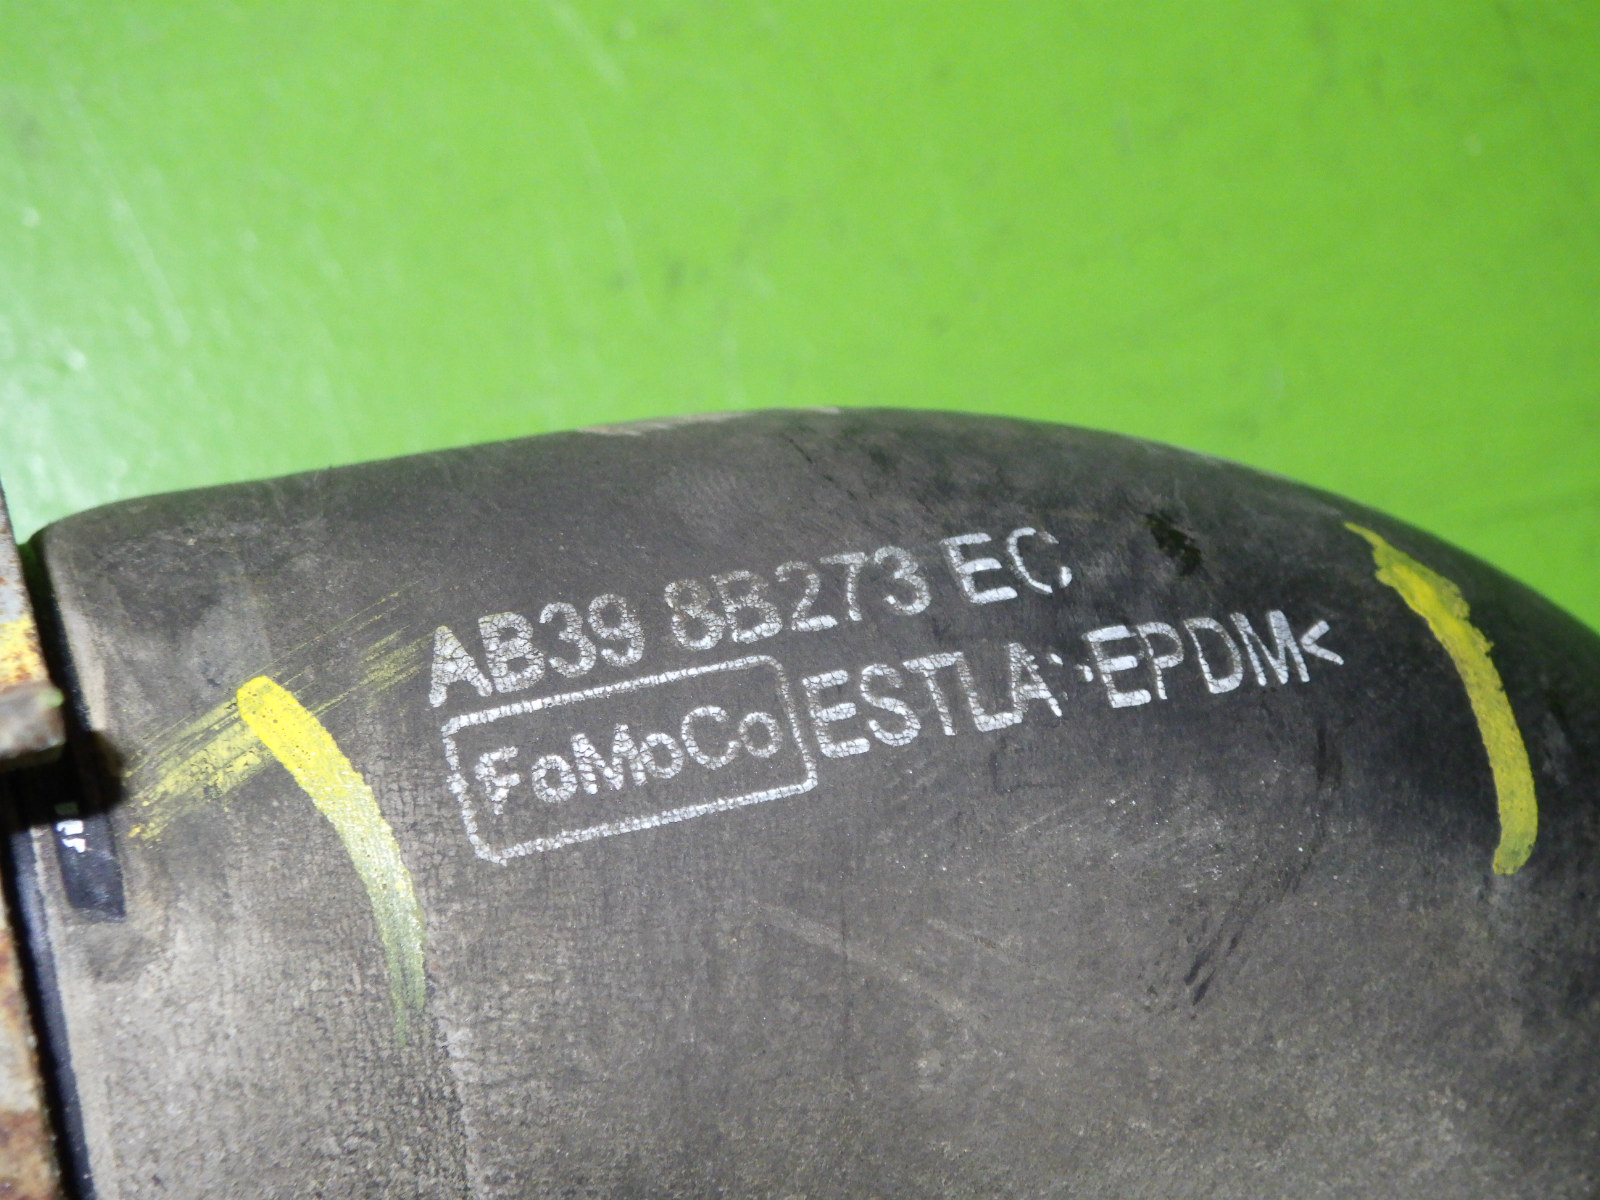 AB39 8B273 EC
FoMoCo ESTLA >EPDM<